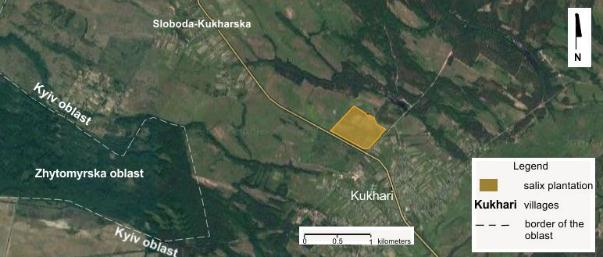 Sloboda-Kukharska
N
Kyiv oblast
Zhytomyrska oblast
Kukhari
Kyiv oblast
0 0.5 1 kilometers
Legend
salix plantation
Kukhari villages
border of the
oblast